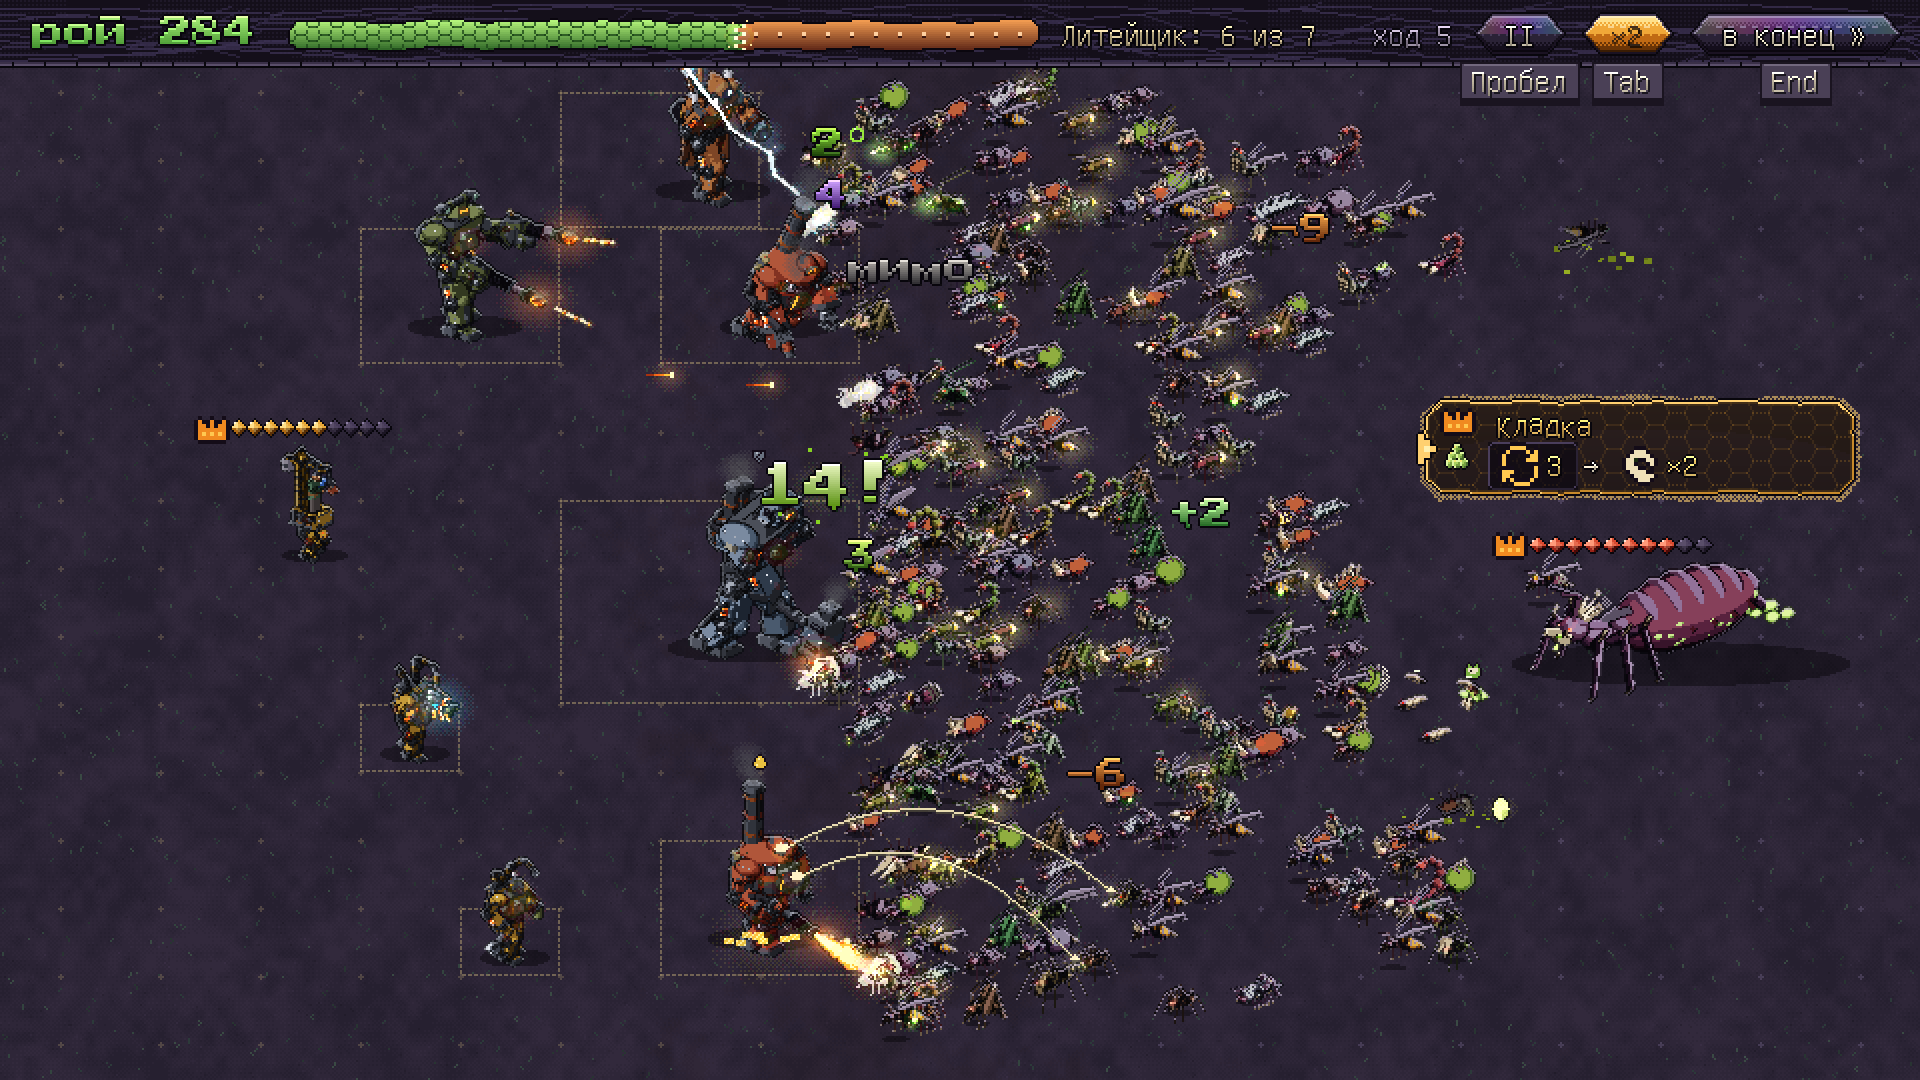 рой 284
Литейщик: 6 из 7
ход 5
II
×2
в конец »
Пробел
Tab
End
2
4
-9
мимо
Кладка
3 → ×2
14!
+2
3
-6